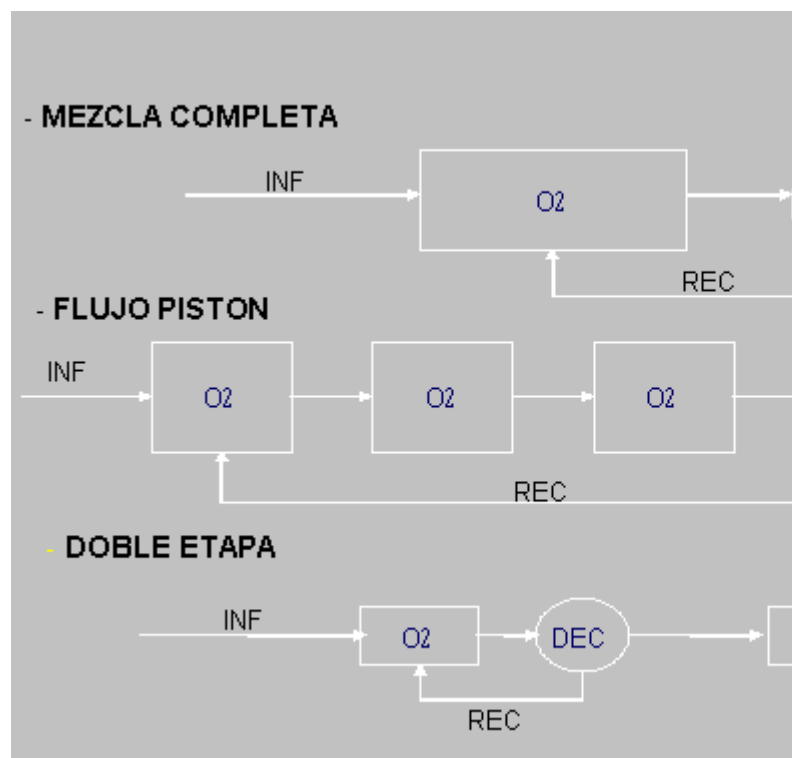 - MEZCLA COMPLETA
INF
O2
REC
- FLUJO PISTON
INF
O2 O2 O2
REC
- DOBLE ETAPA
INF
O2 DEC
REC